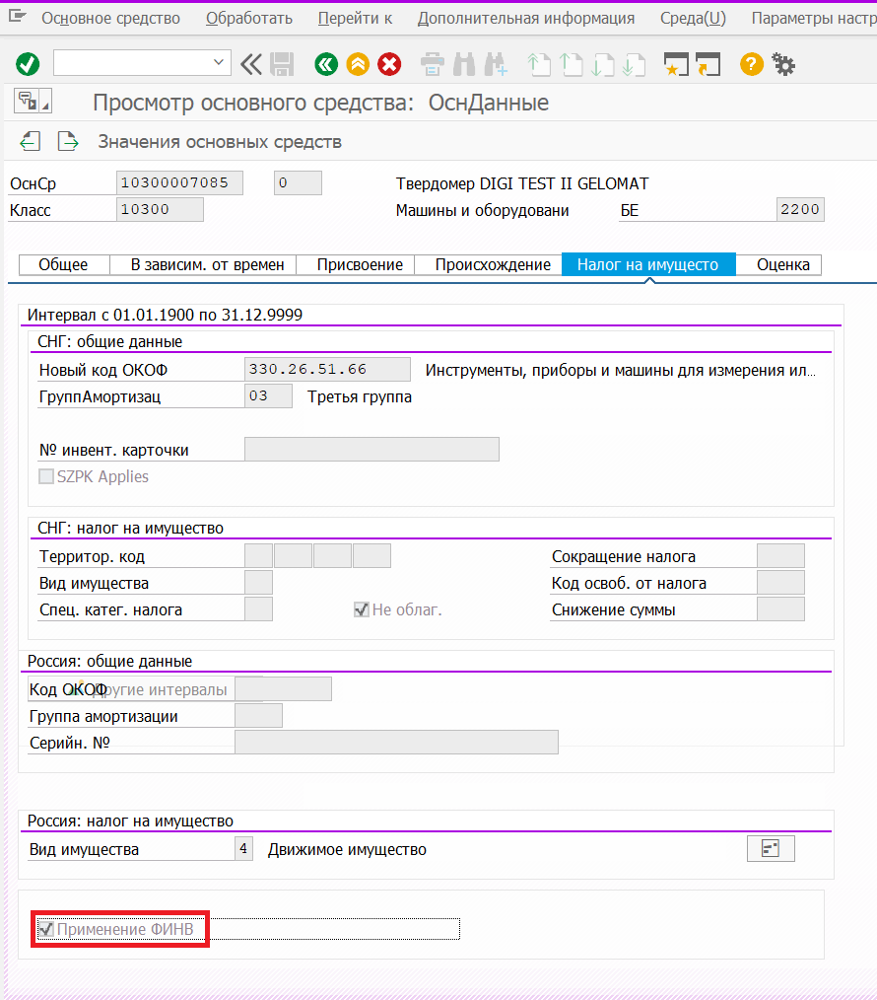 Основное средство Обработать Перейти к Дополнительная информация Среда(U) Параметры настр
Просмотр основного средства: ОснДанные
Значения основных средств
ОснСр 10300007085 0 Твердомер DIGI TEST II GELOMAT
Класс 10300 Машины и оборудовани БЕ 2200
Общее В зависим. от времен Присвоение Происхождение Налог на имущесто Оценка
Интервал с 01.01.1900 по 31.12.9999
СНГ: общие данные
Новый код ОКОФ 330.26.51.66 Инструменты, приборы и машины для измерения ил...
ГруппАмортизац 03 Третья группа
№ инвент. карточки
SZPK Applies
СНГ: налог на имущество
Территор. код Сокращение налога
Вид имущества Код освоб. от налога
Спец. катег. налога Не облаг. Снижение суммы
Россия: общие данные
Код ОКОФ Другие интервалы
Группа амортизации
Серийн. №
Россия: налог на имущество
Вид имущества 4 Движимое имущество
Применение ФИНВ